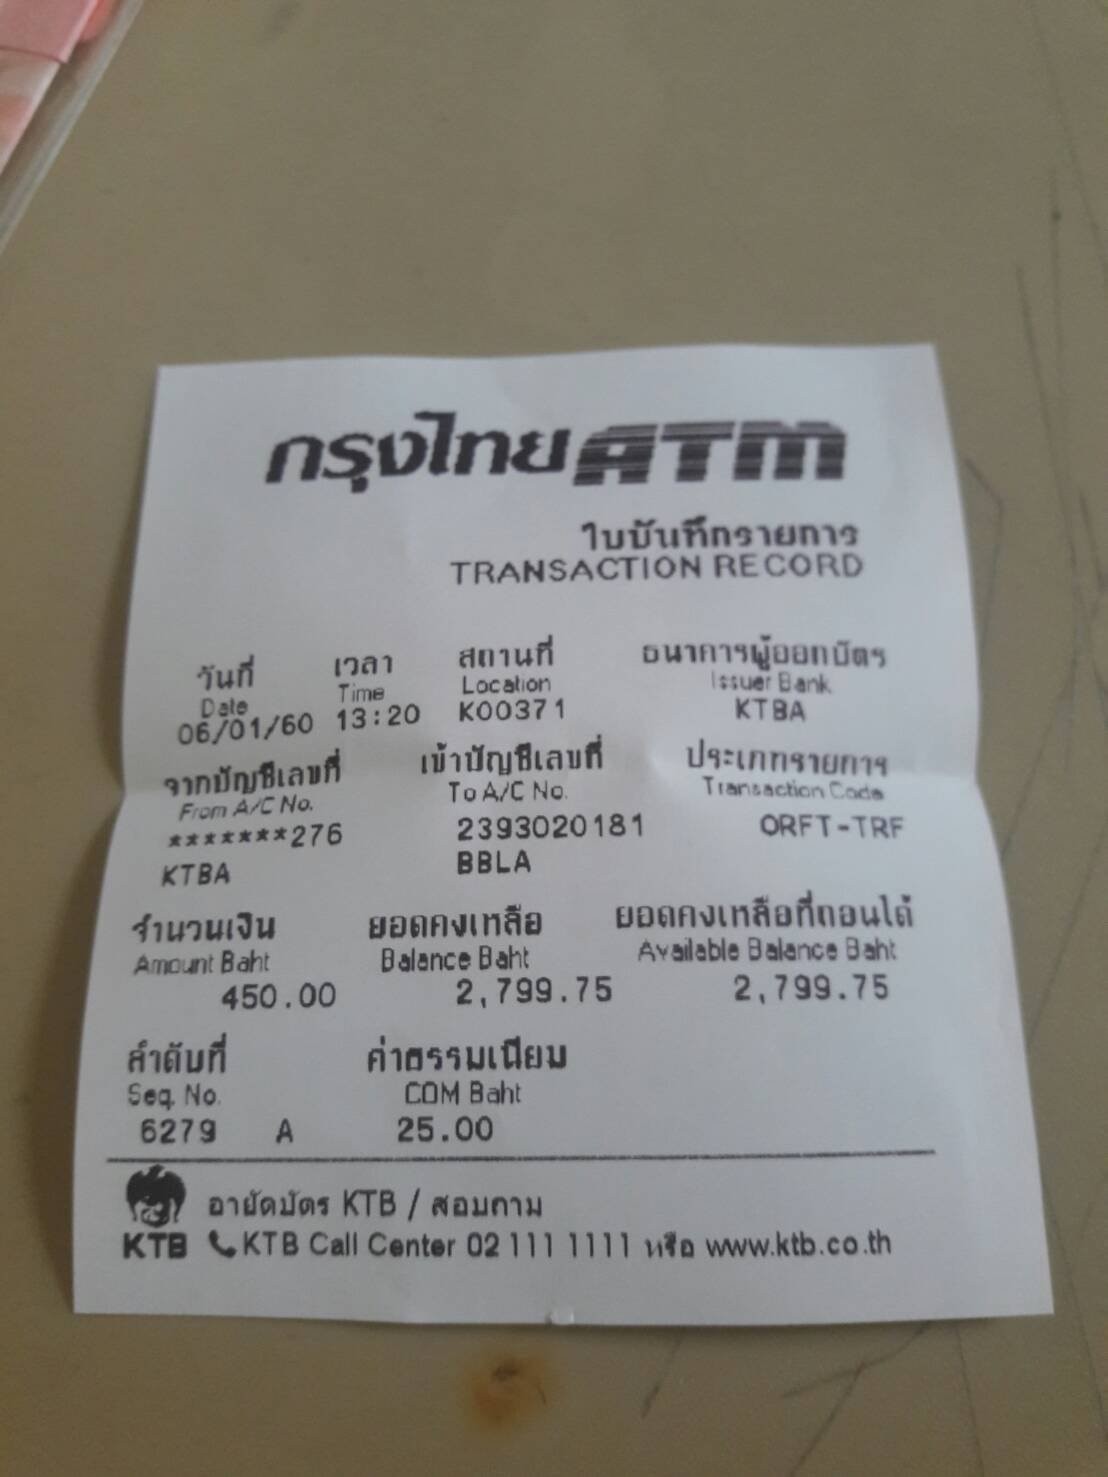 กรุงไทย ATM
ใบบันทึกรายการ
TRANSACTION RECORD
วันที่ เวลา สถานที่ ธนาคารผู้ออกบัตร
Date Time Location Issuer Bank
06/01/60 13:20 K00371 KTBA
จากบัญชีเลขที่ เข้าบัญชีเลขที่ ประเภทรายการ
From A/C No. To A/C No. Transaction Code
*******276 2393020181 ORFT-TRF
KTBA BBLA
จำนวนเงิน ยอดคงเหลือ ยอดคงเหลือที่ถอนได้
Amount Baht Balance Baht Available Balance Baht
450.00 2,799.75 2,799.75
ลำดับที่ ค่าธรรมเนียม
Seq. No. COM Baht
6279 A 25.00
อายัดบัตร KTB / สอบถาม
KTB KTB Call Center 02 111 1111 หรือ www.ktb.co.th